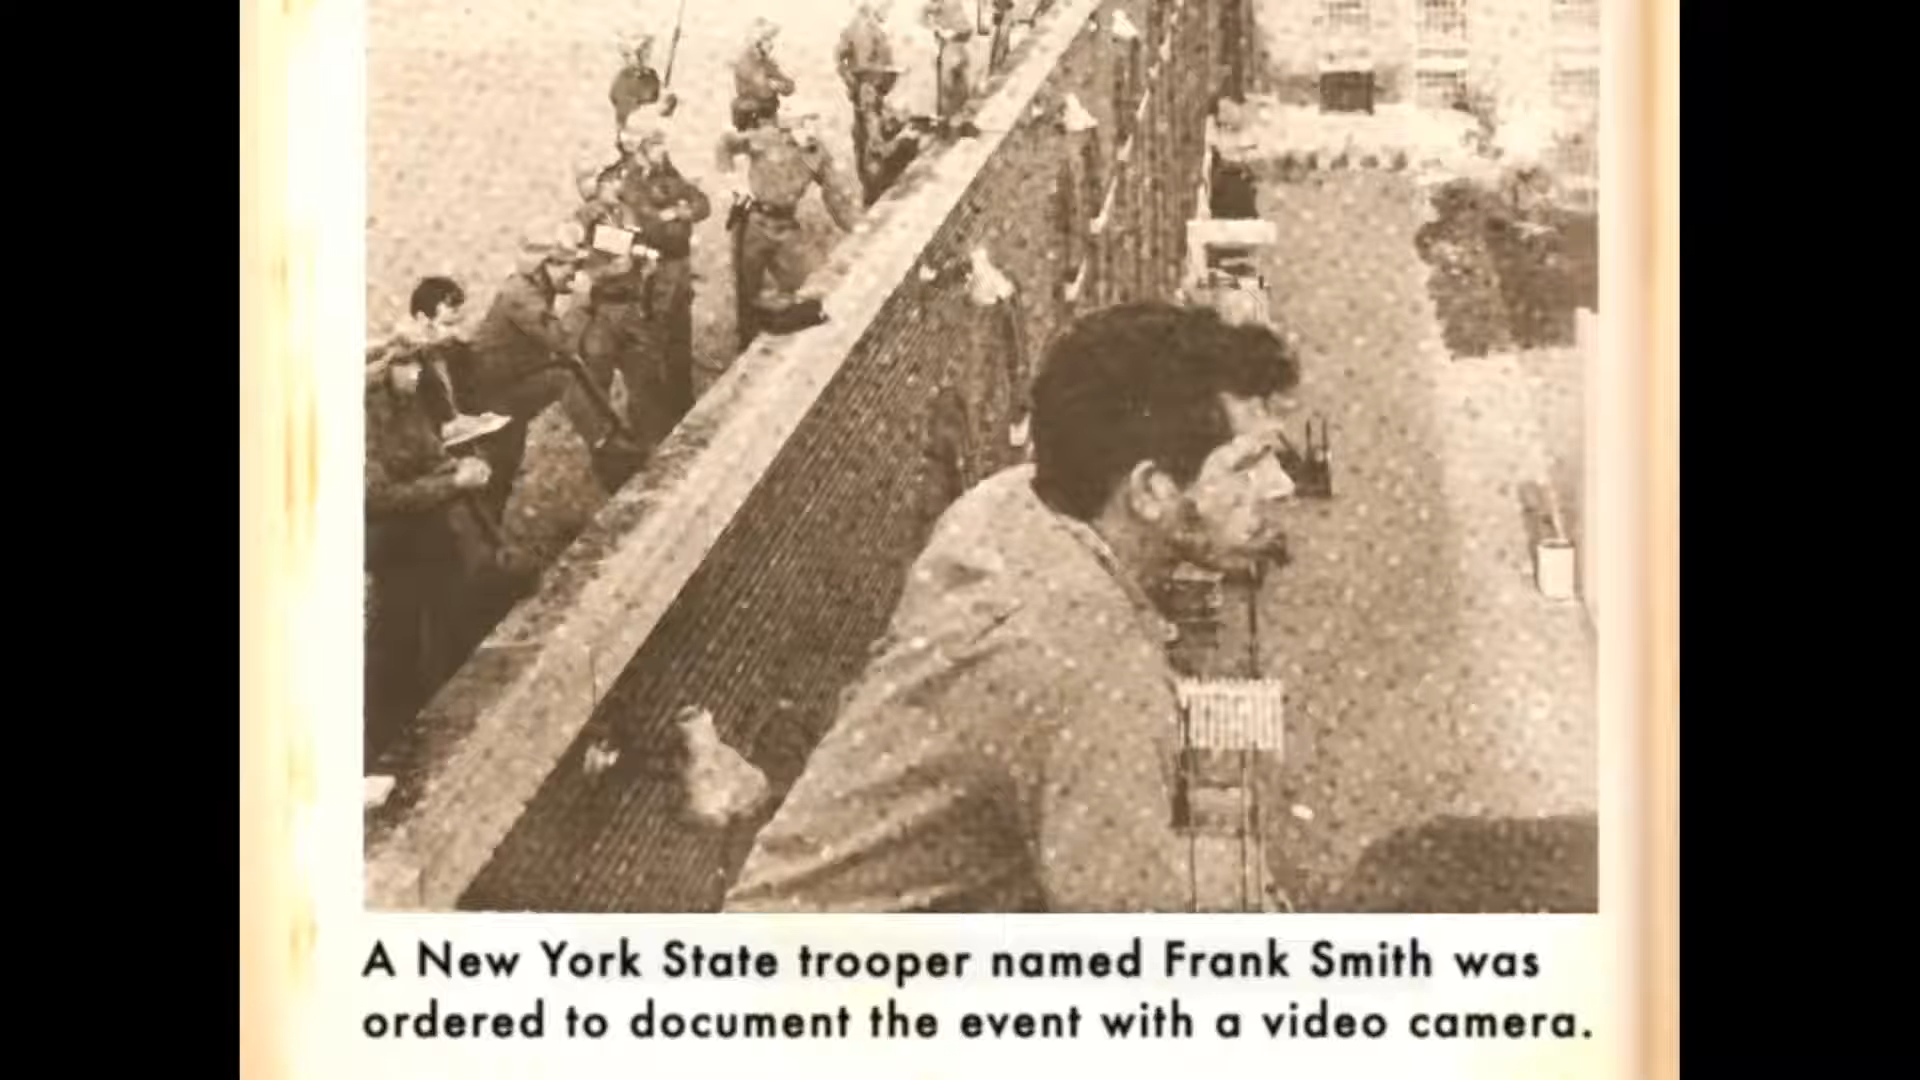 A New York State trooper named Frank Smith was
ordered to document the event with a video camera.